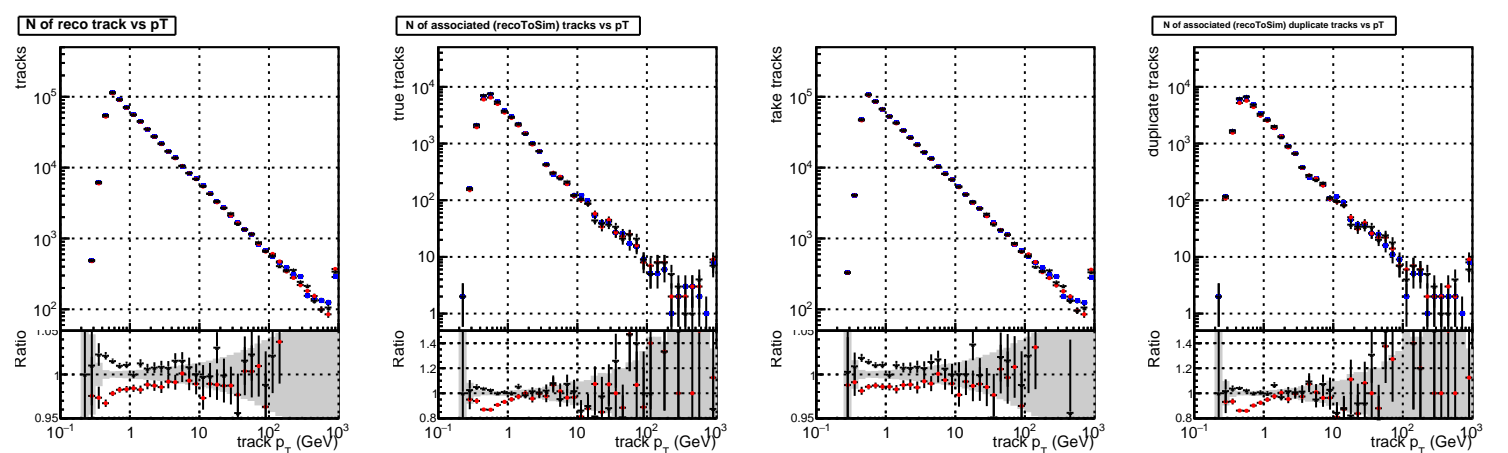 N of reco track vs pT
N of associated (recoToSim) tracks vs pT
N of associated (recoToSim) duplicate tracks vs pT
tracks
10^5
10^4
10^3
10^2
Ratio
1.05
1
0.95
10^-1 1 10 10^2 10^3
track p_T (GeV)
true tracks
10^4
10^3
10^2
10
1
Ratio
1.4
1.2
1
0.8
10^-1 1 10 10^2 10^3
track p_T (GeV)
fake tracks
10^5
10^4
10^3
10^2
Ratio
1.05
1
0.95
10^-1 1 10 10^2 10^3
track p_T (GeV)
duplicate tracks
10^4
10^3
10^2
10
1
Ratio
1.4
1.2
1
0.8
10^-1 1 10 10^2 10^3
track p_T (GeV)